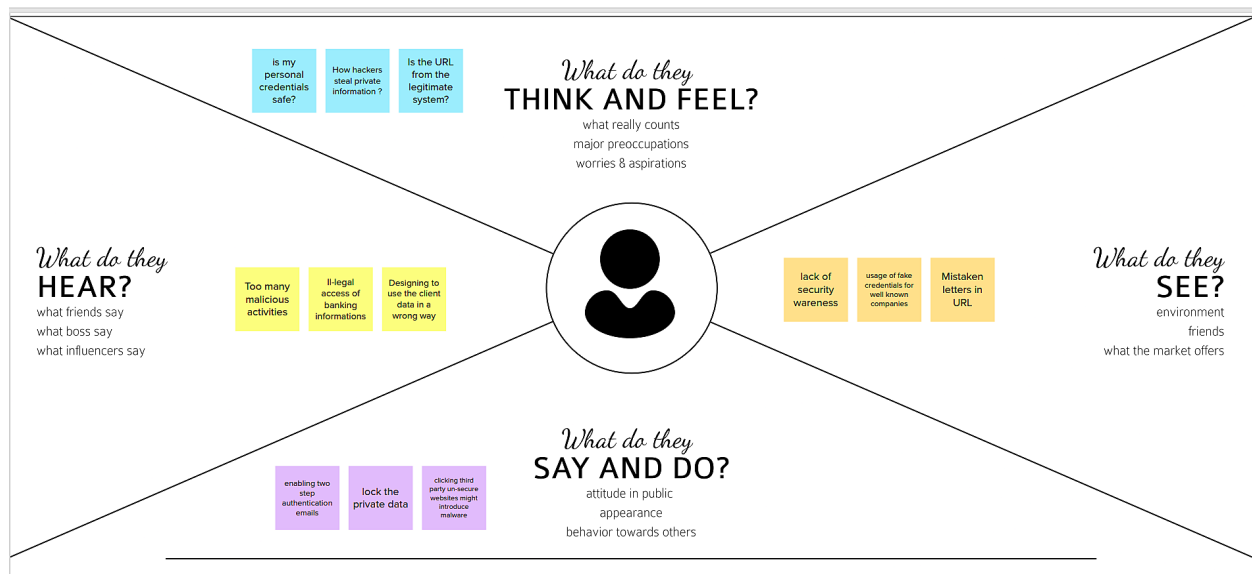 is my
personal
credentials
safe?
How hackers
steal private
information ?
Is the URL
from the
legitimate
system?
What do they
THINK AND FEEL?
what really counts
major preoccupations
worries & aspirations
What do they
HEAR?
what friends say
what boss say
what influencers say
Too many
malicious
activities
Il-legal
access of
banking
informations
Designing to
use the client
data in a
wrong way
lack of
security
wareness
usage of fake
credentials for
well known
companies
Mistaken
letters in
URL
What do they
SEE?
environment
friends
what the market offers
What do they
SAY AND DO?
attitude in public
appearance
behavior towards others
enabling two
step
authentication
emails
lock the
private data
clicking third
party un-secure
websites might
introduce
malware